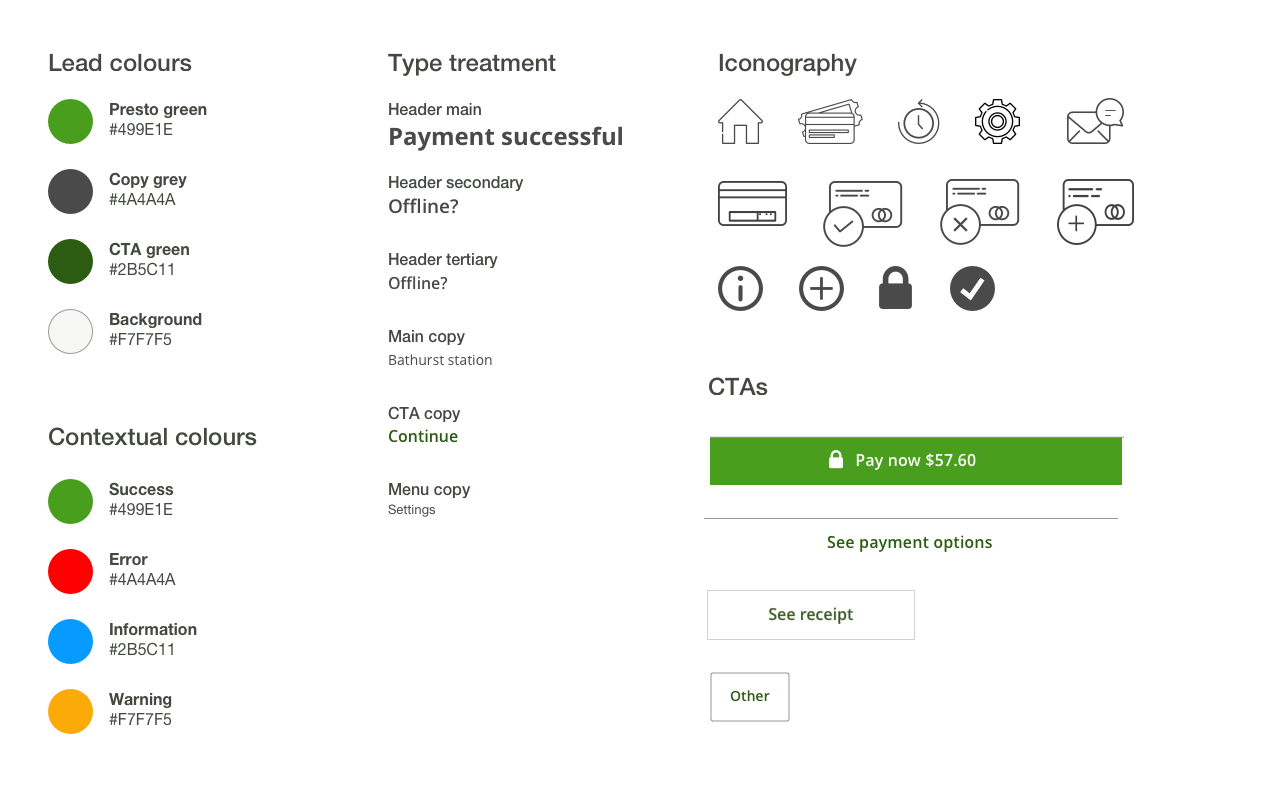 Lead colours
Presto green
#499E1E
Copy grey
#4A4A4A
CTA green
#2B5C11
Background
#F7F7F5
Contextual colours
Success
#499E1E
Error
#4A4A4A
Information
#2B5C11
Warning
#F7F7F5
Type treatment
Header main
Payment successful
Header secondary
Offline?
Header tertiary
Offline?
Main copy
Bathurst station
CTA copy
Continue
Menu copy
Settings
Iconography
CTAs
Pay now $57.60
See payment options
See receipt
Other